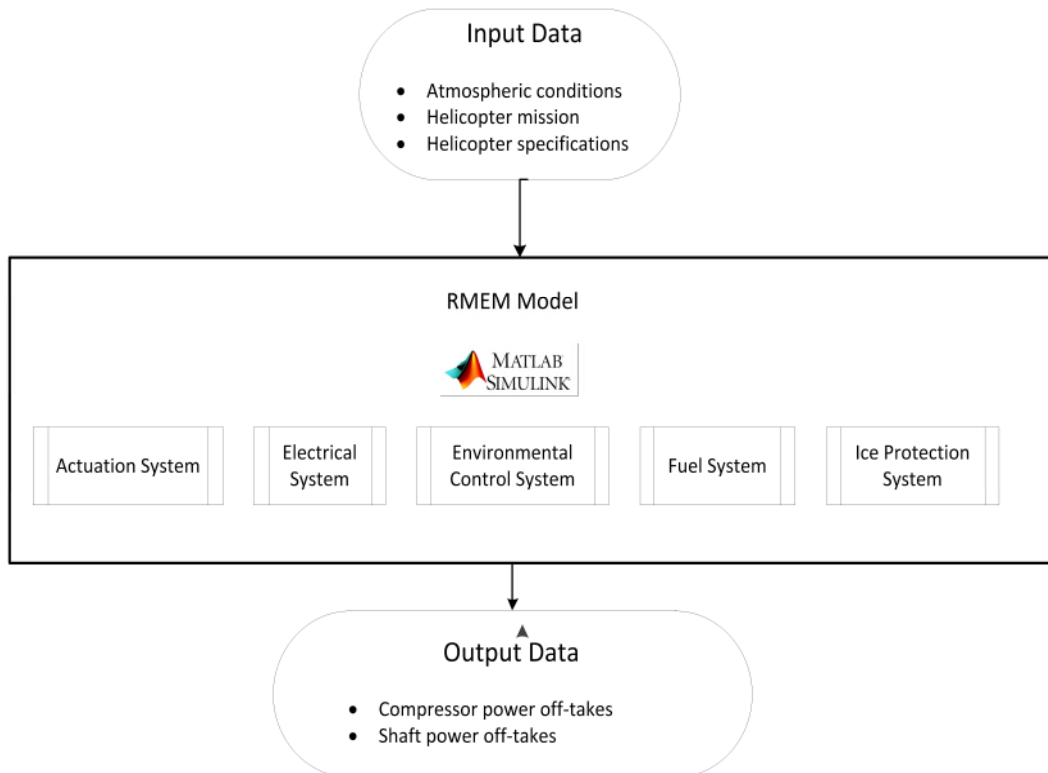 Input Data
• Atmospheric conditions
• Helicopter mission
• Helicopter specifications
RMEM Model
MATLAB
SIMULINK
Actuation System
Electrical
System
Environmental
Control System
Fuel System
Ice Protection
System
Output Data
• Compressor power off-takes
• Shaft power off-takes